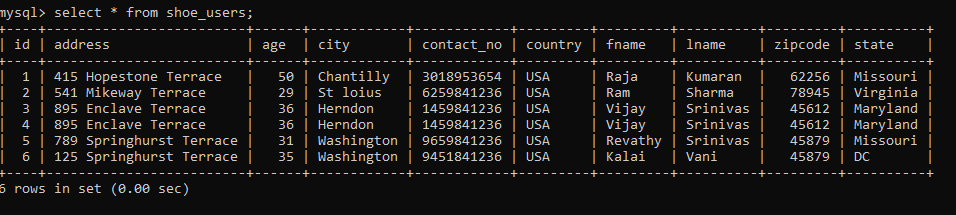 mysql> select * from shoe_users;
+----+------------------------+------+------------+------------+---------+---------+----------+---------+----------+
| id | address                | age  | city       | contact_no | country | fname   | lname    | zipcode | state    |
+----+------------------------+------+------------+------------+---------+---------+----------+---------+----------+
|  1 | 415 Hopestone Terrace  |   50 | Chantilly  | 3018953654 | USA     | Raja    | Kumaran  |   62256 | Missouri |
|  2 | 541 Mikeway Terrace    |   29 | St loius   | 6259841236 | USA     | Ram     | Sharma   |   78945 | Virginia |
|  3 | 895 Enclave Terrace    |   36 | Herndon    | 1459841236 | USA     | Vijay   | Srinivas |   45612 | Maryland |
|  4 | 895 Enclave Terrace    |   36 | Herndon    | 1459841236 | USA     | Vijay   | Srinivas |   45612 | Maryland |
|  5 | 789 Springhurst Terrace |   31 | Washington | 9659841236 | USA     | Revathy | Srinivas |   45879 | Missouri |
|  6 | 125 Springhurst Terrace |   35 | Washington | 9451841236 | USA     | Kalai   | Vani     |   45879 | DC       |
+----+------------------------+------+------------+------------+---------+---------+----------+---------+----------+
6 rows in set (0.00 sec)